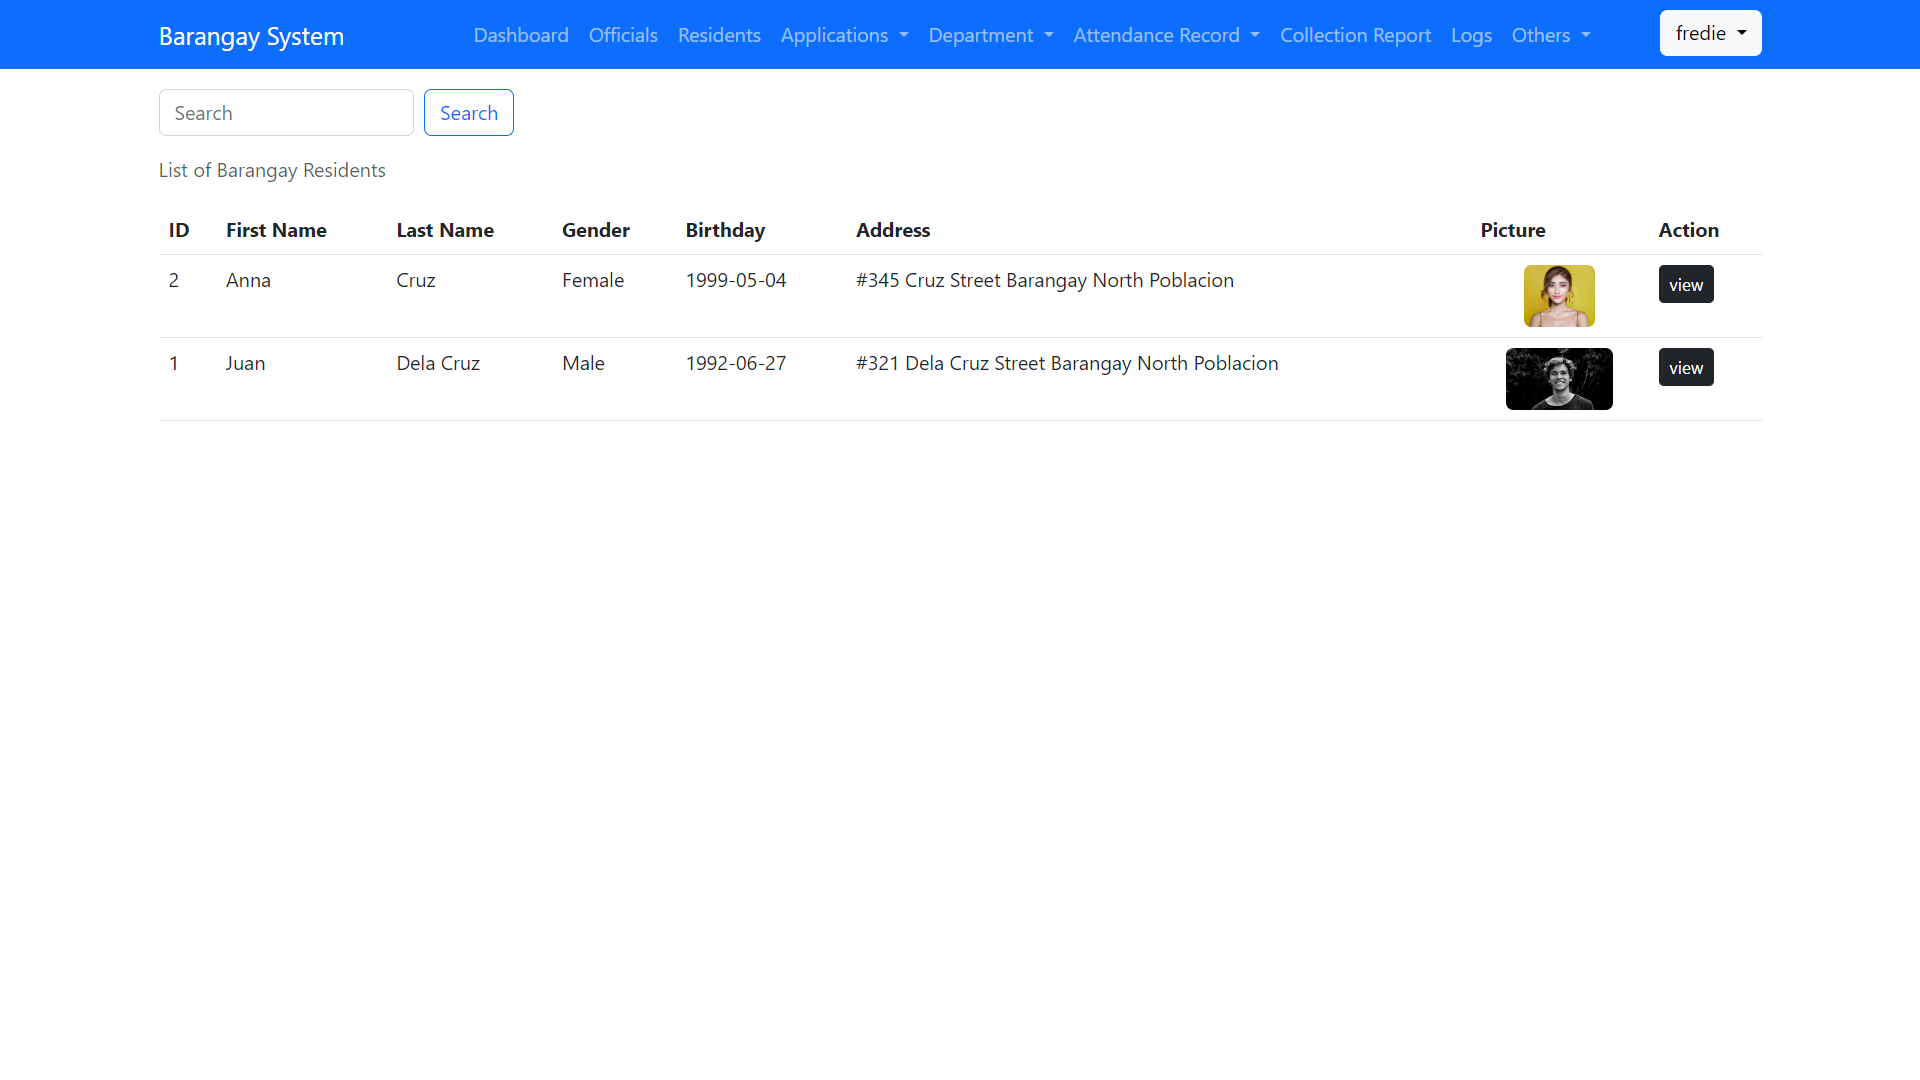 Barangay System Dashboard Officials Residents Applications Department Attendance Record Collection Report Logs Others fredie
Search Search
List of Barangay Residents
ID First Name Last Name Gender Birthday Address Picture Action
2 Anna Cruz Female 1999-05-04 #345 Cruz Street Barangay North Poblacion view
1 Juan Dela Cruz Male 1992-06-27 #321 Dela Cruz Street Barangay North Poblacion view